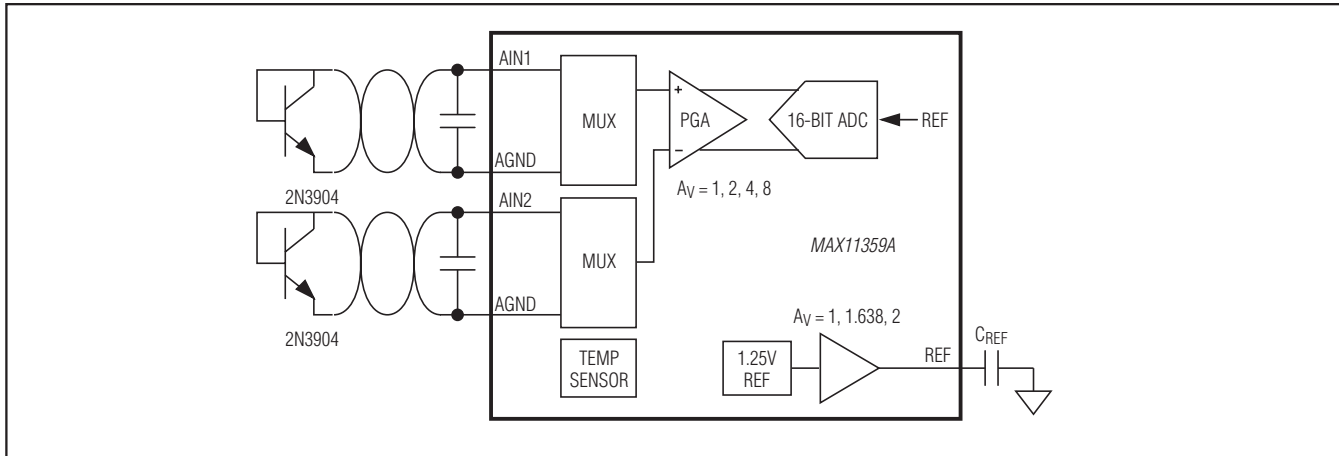 AIN1
MUX
PGA
+
−
16-BIT ADC
REF
AGND
2N3904
AV = 1, 2, 4, 8
AIN2
MUX
MAX11359A
AGND
2N3904
AV = 1, 1.638, 2
TEMP
SENSOR
1.25V
REF
REF
CREF